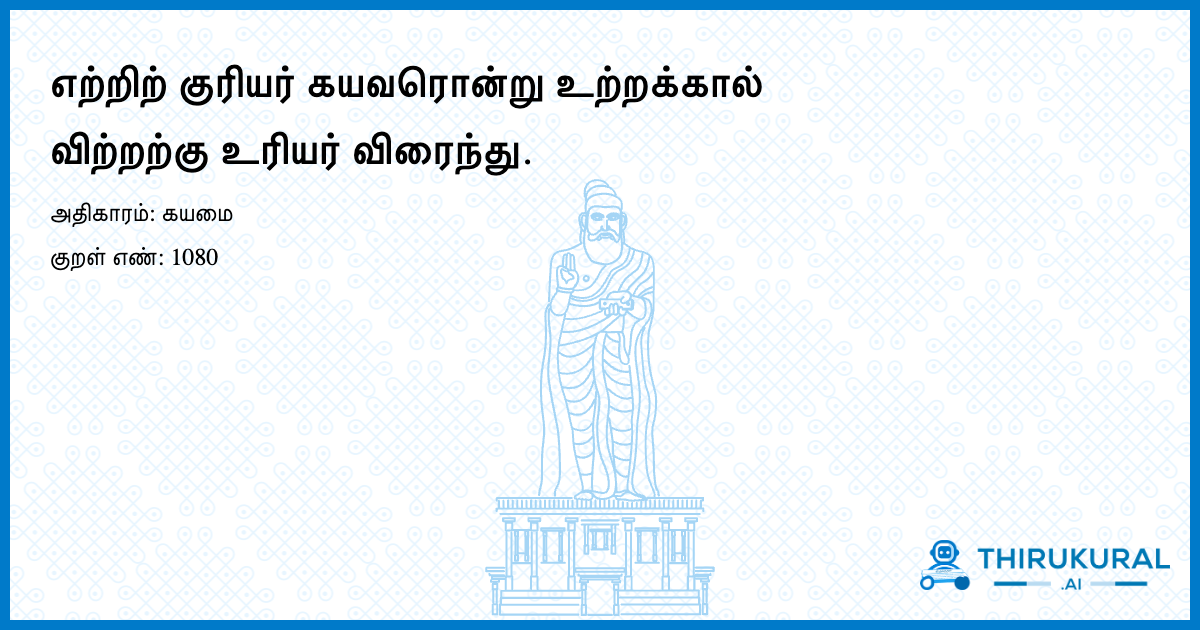 எற்றிற் குரியர் கயவரொன்று உற்றக்கால்
விற்றற்கு உரியர் விரைந்து.
அதிகாரம்: கயமை
குறள் எண்: 1080
THIRUKURAL
.AI